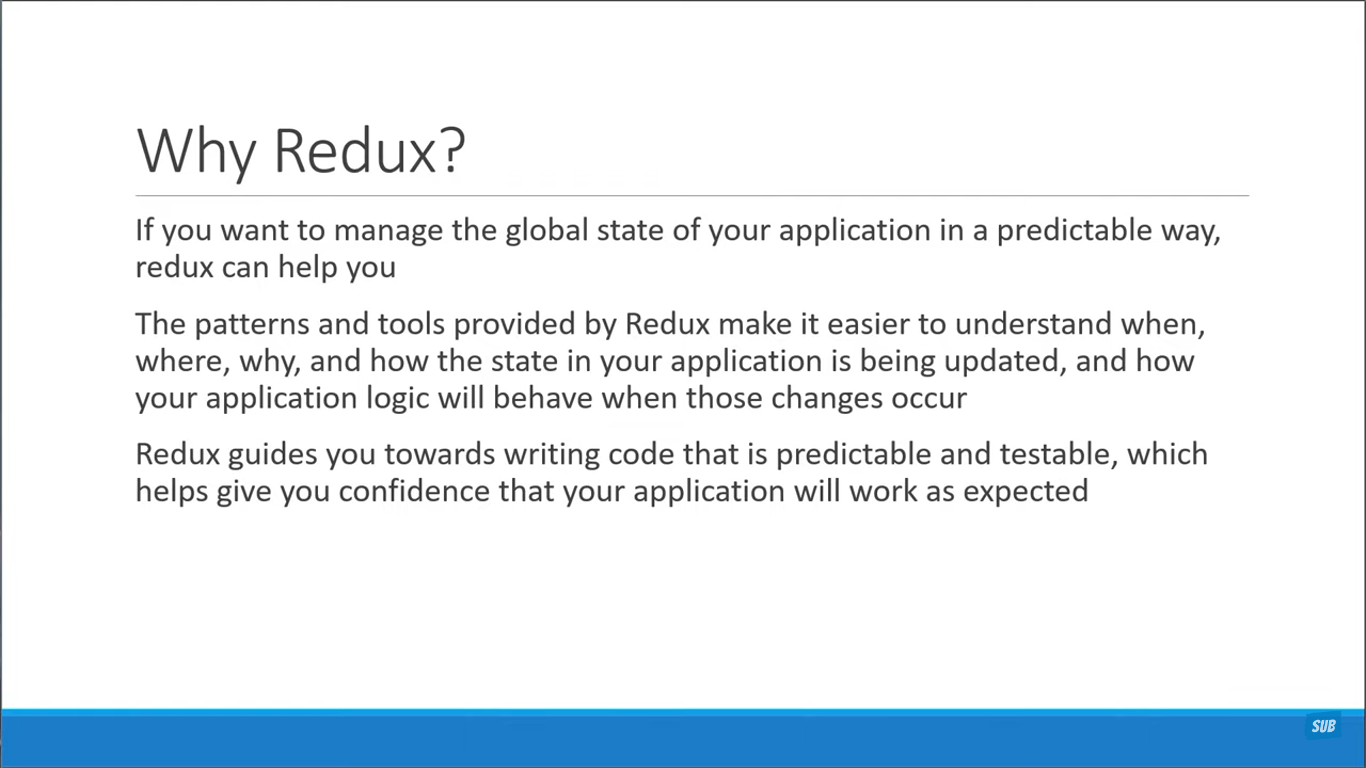 Why Redux?
If you want to manage the global state of your application in a predictable way,
redux can help you
The patterns and tools provided by Redux make it easier to understand when,
where, why, and how the state in your application is being updated, and how
your application logic will behave when those changes occur
Redux guides you towards writing code that is predictable and testable, which
helps give you confidence that your application will work as expected
SUB